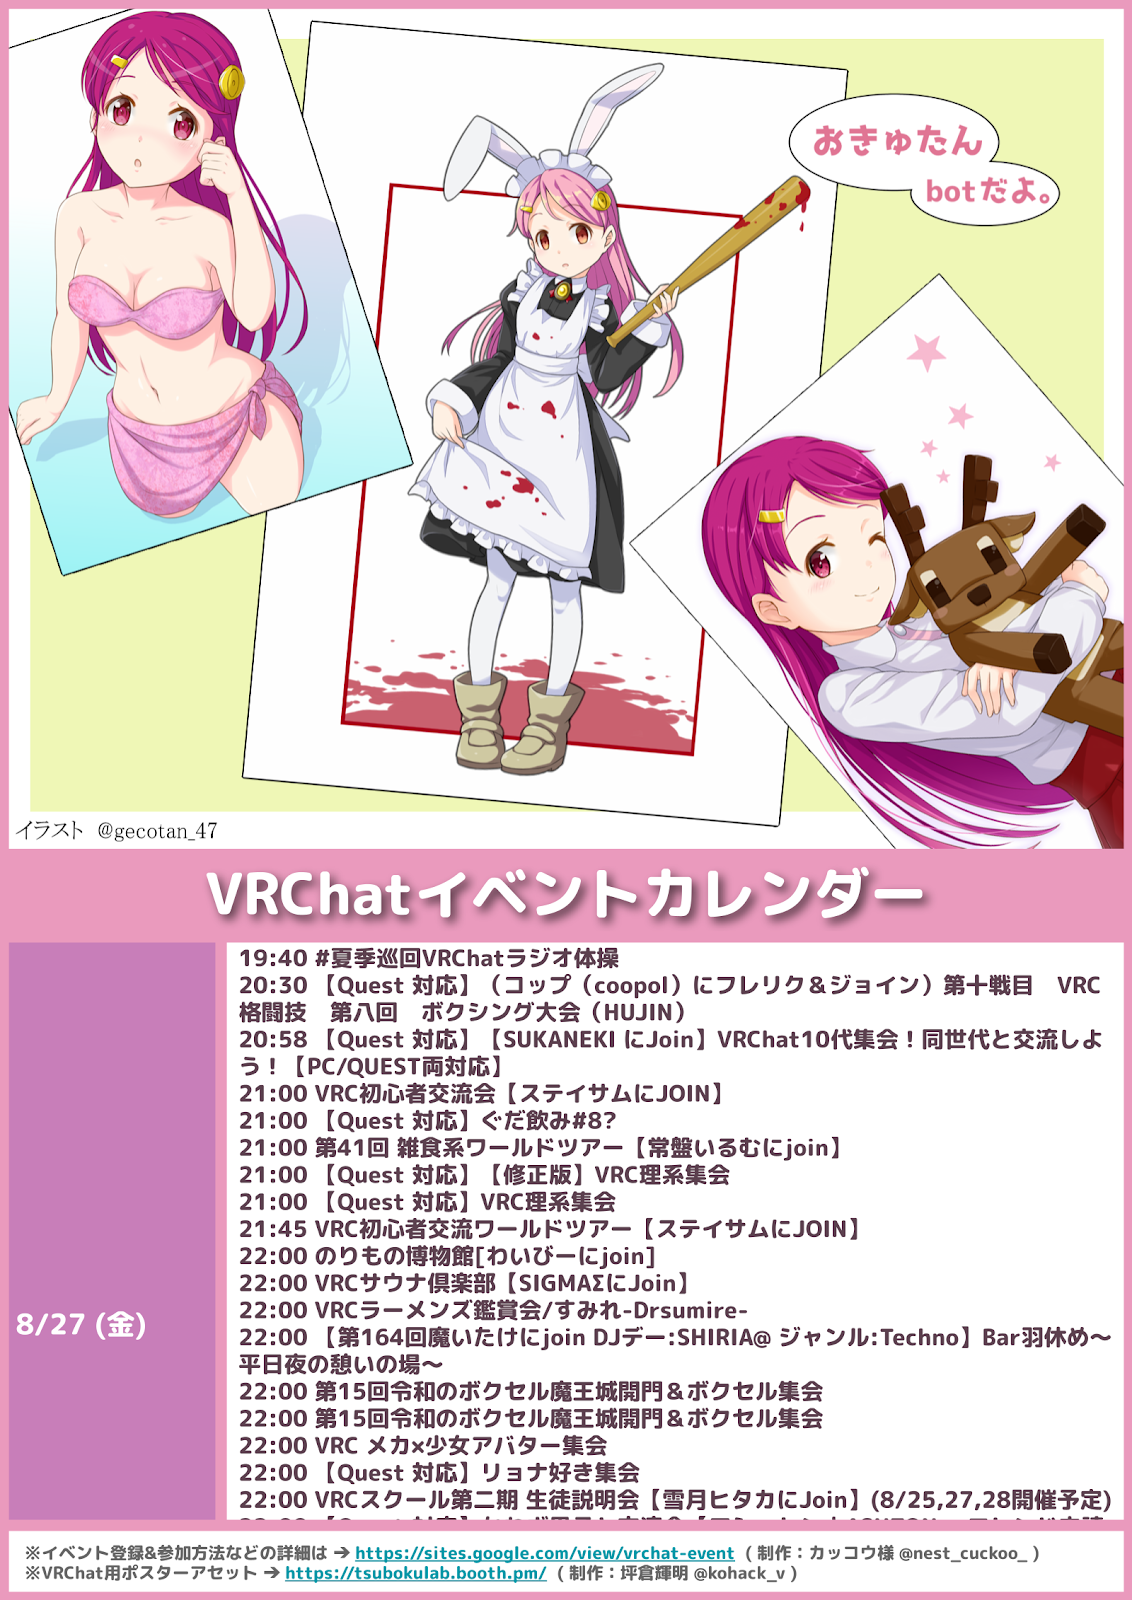 おきゅたん
botだよ。
イラスト @gecotan_47
VRChatイベントカレンダー
8/27 (金)
19:40 #夏季巡回VRChatラジオ体操
20:30 【Quest 対応】（コップ（coopol）にフレリク＆ジョイン）第十戦目　VRC
格闘技　第八回　ボクシング大会（HUJIN）
20:58 【Quest 対応】【SUKANEKI にJoin】VRChat10代集会！同世代と交流しよ
う！【PC/QUEST両対応】
21:00 VRC初心者交流会【ステイサムにJOIN】
21:00 【Quest 対応】ぐだ飲み#8?
21:00 第41回 雑食系ワールドツアー【常盤いるむにjoin】
21:00 【Quest 対応】【修正版】VRC理系集会
21:00 【Quest 対応】VRC理系集会
21:45 VRC初心者交流ワールドツアー【ステイサムにJOIN】
22:00 のりもの博物館[わいびーにjoin]
22:00 VRCサウナ倶楽部【SIGMAΣにJoin】
22:00 VRCラーメンズ鑑賞会/すみれ-Drsumire-
22:00 【第164回魔いたけにjoin DJデー:SHIRIA@ ジャンル:Techno】Bar羽休め～
平日夜の憩いの場～
22:00 第15回令和のボクセル魔王城開門＆ボクセル集会
22:00 第15回令和のボクセル魔王城開門＆ボクセル集会
22:00 VRC メカ×少女アバター集会
22:00 【Quest 対応】リョナ好き集会
22:00 VRCスクール第二期 生徒説明会【雪月ヒタカにJoin】(8/25,27,28開催予定)
※イベント登録&参加方法などの詳細は → https://sites.google.com/view/vrchat-event （ 制作：カッコウ様 @nest_cuckoo_ ）
※VRChat用ポスターアセット → https://tsubokulab.booth.pm/ （ 制作：坪倉輝明 @kohack_v ）